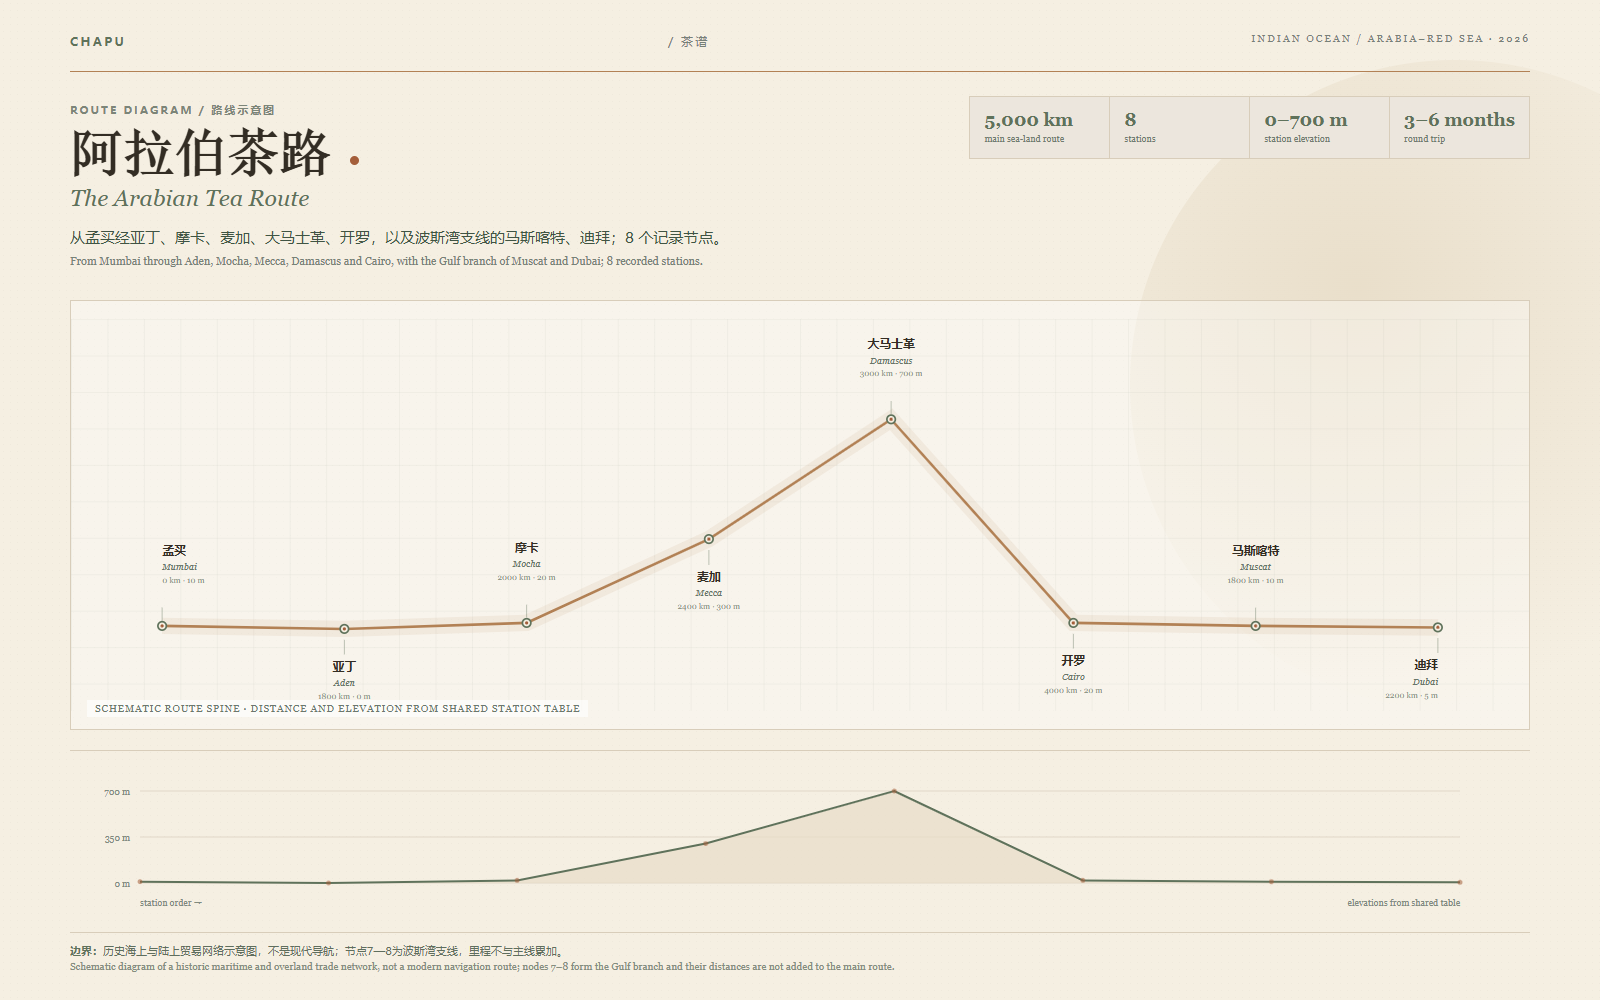 CHAPU
/ 茶谱
INDIAN OCEAN / ARABIA–RED SEA · 2026
ROUTE DIAGRAM / 路线示意图
阿拉伯茶路
The Arabian Tea Route
从孟买经亚丁、摩卡、麦加、大马士革、开罗，以及波斯湾支线的马斯喀特、迪拜；8 个记录节点。
From Mumbai through Aden, Mocha, Mecca, Damascus and Cairo, with the Gulf branch of Muscat and Dubai; 8 recorded stations.
5,000 km
main sea-land route
8
stations
0–700 m
station elevation
3–6 months
round trip
孟买
Mumbai
0 km · 10 m
亚丁
Aden
1800 km · 0 m
摩卡
Mocha
2000 km · 20 m
麦加
Mecca
2400 km · 300 m
大马士革
Damascus
3000 km · 700 m
开罗
Cairo
4000 km · 20 m
马斯喀特
Muscat
1800 km · 10 m
迪拜
Dubai
2200 km · 5 m
SCHEMATIC ROUTE SPINE · DISTANCE AND ELEVATION FROM SHARED STATION TABLE
700 m
350 m
0 m
station order →
elevations from shared table
边界：历史海上与陆上贸易网络示意图，不是现代导航；节点7—8为波斯湾支线，里程不与主线累加。
Schematic diagram of a historic maritime and overland trade network, not a modern navigation route; nodes 7–8 form the Gulf branch and their distances are not added to the main route.